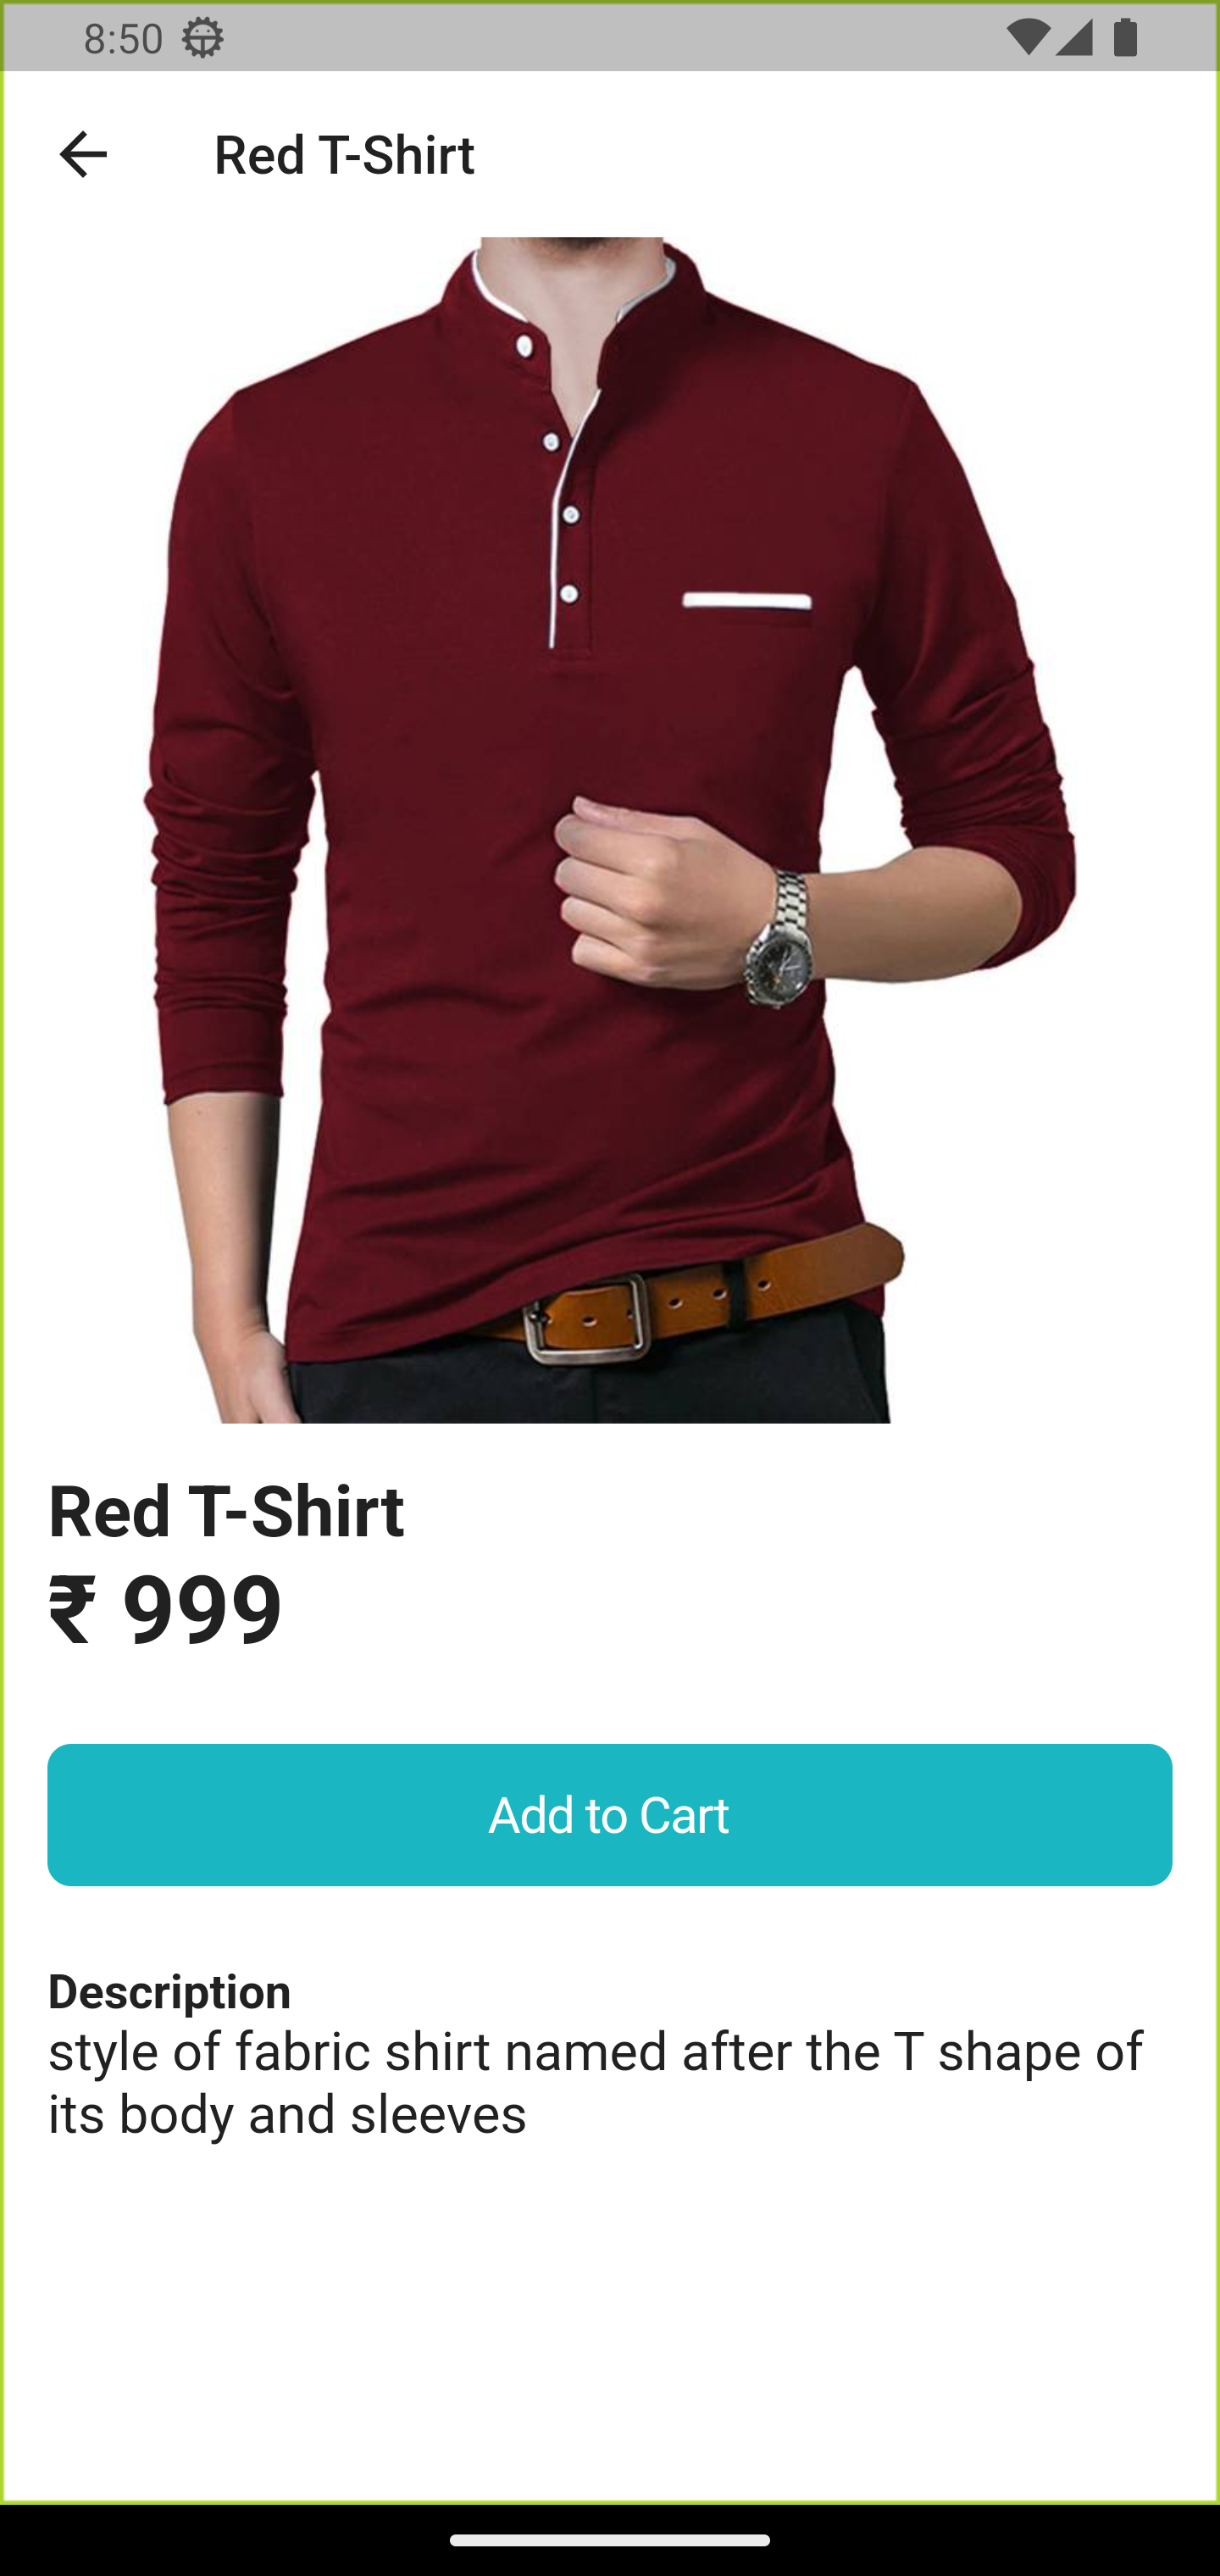 8:50
Red T-Shirt
Red T-Shirt
₹ 999
Add to Cart
Description
style of fabric shirt named after the T shape of
its body and sleeves